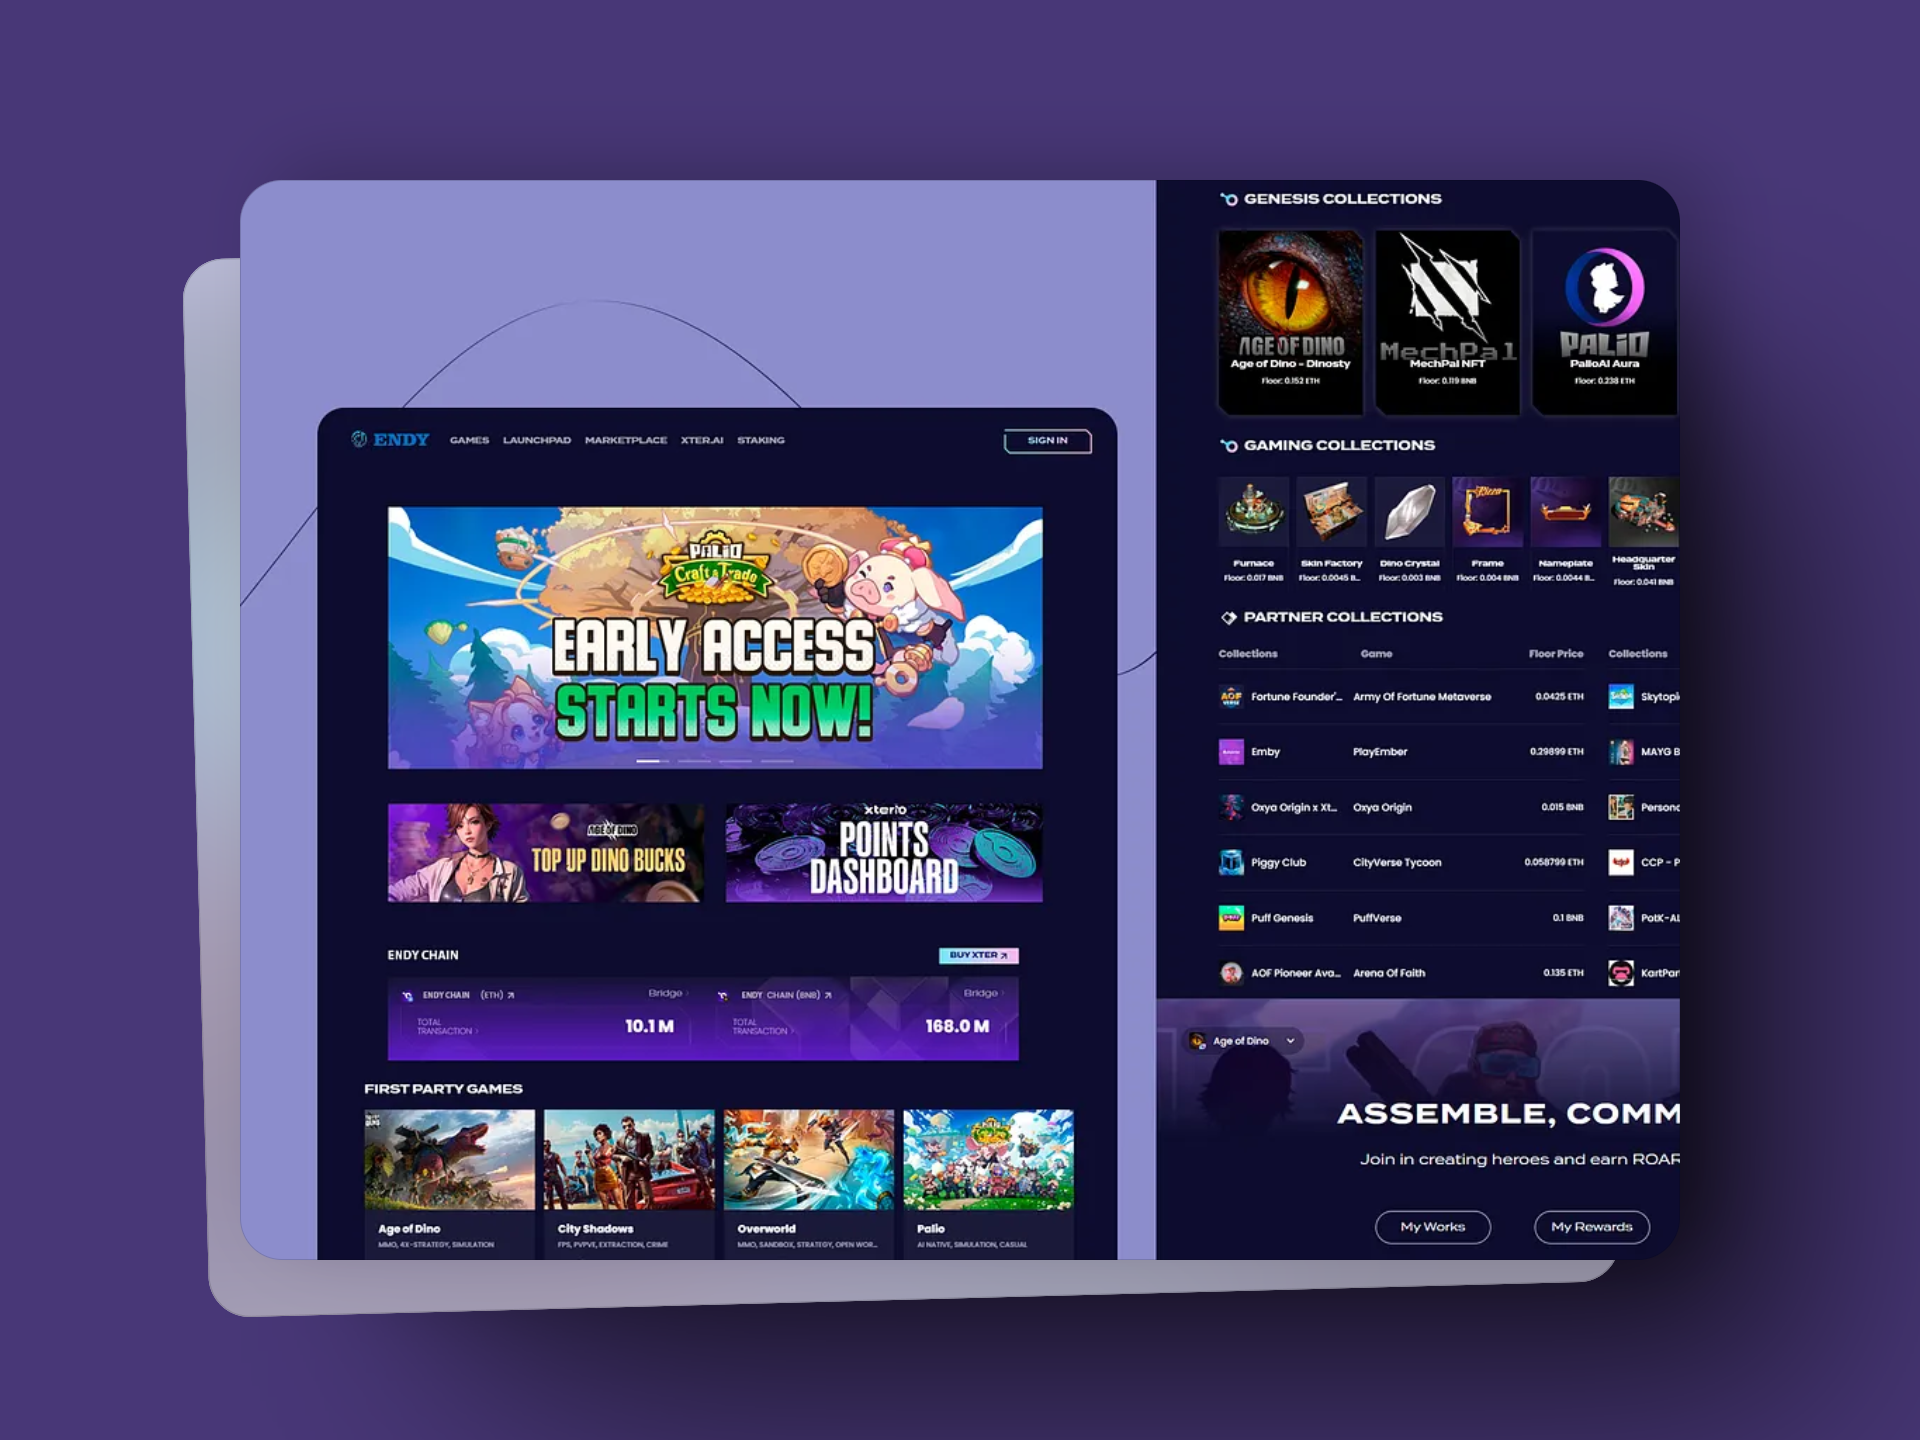 ENDY GAMES LAUNCHPAD MARKETPLACE XTER.AI STAKING SIGN IN
PALIO
Craft & Trade
EARLY ACCESS
STARTS NOW!
AGE OF DINO
TOP UP DINO BUCKS
xterio
POINTS
DASHBOARD
ENDY CHAIN
BUY XTER
ENDY CHAIN (ETH)
Bridge
TOTAL
TRANSACTION
10.1 M
ENDY CHAIN (BNB)
Bridge
TOTAL
TRANSACTION
168.0 M
FIRST PARTY GAMES
Age of Dino
MMO, 4X-STRATEGY, SIMULATION
City Shadows
FPS, PVPVE, EXTRACTION, CRIME
Overworld
MMO, SANDBOX, STRATEGY, OPEN WOR...
Palio
AI NATIVE, SIMULATION, CASUAL
GENESIS COLLECTIONS
AGE OF DINO
Age of Dino - Dinosty
Floor: 0.152 ETH
MechPal
MechPal NFT
Floor: 0.119 BNB
PALIO
PalioAI Aura
Floor: 0.238 ETH
GAMING COLLECTIONS
Furnace
Floor: 0.017 BNB
Skin Factory
Floor: 0.0045 B...
Dino Crystal
Floor: 0.003 BNB
Frame
Floor: 0.004 BNB
Nameplate
Floor: 0.0044 B...
Headquarter
Skin
Floor: 0.041 BNB
PARTNER COLLECTIONS
Collections Game Floor Price Collections
Fortune Founder'... Army Of Fortune Metaverse 0.0425 ETH Skytopi
Emby PlayEmber 0.29899 ETH MAYG B
Oxya Origin x Xt... Oxya Origin 0.015 BNB Persona
Piggy Club CityVerse Tycoon 0.058799 ETH CCP - P
Puff Genesis PuffVerse 0.1 BNB PotK-AL
AOF Pioneer Ava... Arena Of Faith 0.135 ETH KartPar
Age of Dino
ASSEMBLE, COMM
Join in creating heroes and earn ROAR
My Works
My Rewards